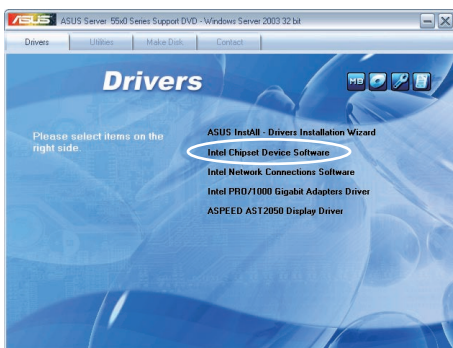 ASUS ASUS Server 55x0 Series Support DVD - Windows Server 2003 32 bit
Drivers Utilities Make Disk Contact
Drivers
MB
Please select items on the
right side.
ASUS InstAll - Drivers Installation Wizard
Intel Chipset Device Software
Intel Network Connections Software
Intel PRO/1000 Gigabit Adapters Driver
ASPEED AST2050 Display Driver